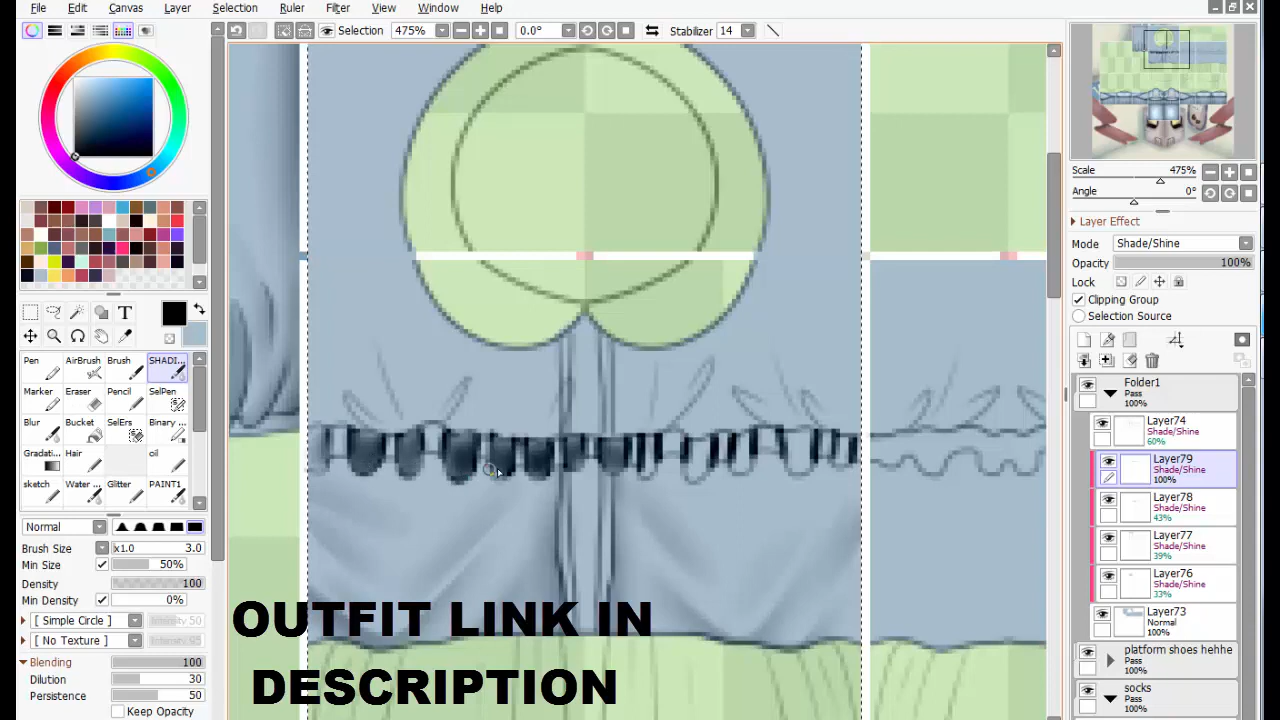 File Edit Canvas Layer Selection Ruler Filter View Window Help
Selection 475% 0.0° Stabilizer 14
T
Pen AirBrush Brush SHADI...
Marker Eraser Pencil SelPen
Blur Bucket SelErs Binary ...
Gradati... Hair oil
sketch Water ... Glitter PAINT1
Normal
Brush Size x1.0 3.0
Min Size 50%
Density 100
Min Density 0%
[ Simple Circle ] Intensity 50
[ No Texture ]
Blending 100
Dilution 30
Persistence 50
Keep Opacity
OUTFIT LINK IN
DESCRIPTION
Scale 475%
Angle 0°
Layer Effect
Mode Shade/Shine
Opacity 100%
Lock
Clipping Group
Selection Source
Folder1
Pass
100%
Layer74
Shade/Shine
60%
Layer79
Shade/Shine
100%
Layer78
Shade/Shine
43%
Layer77
Shade/Shine
39%
Layer76
Shade/Shine
33%
Layer73
Normal
100%
platform shoes hehhe
Pass
100%
socks
Pass
100%